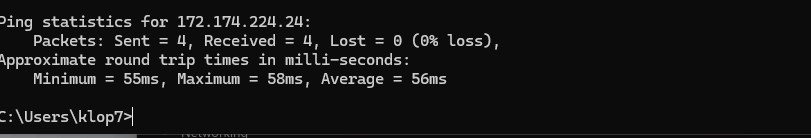 Ping statistics for 172.174.224.24:
    Packets: Sent = 4, Received = 4, Lost = 0 (0% loss),
Approximate round trip times in milli-seconds:
    Minimum = 55ms, Maximum = 58ms, Average = 56ms
C:\Users\klop7>
Networking